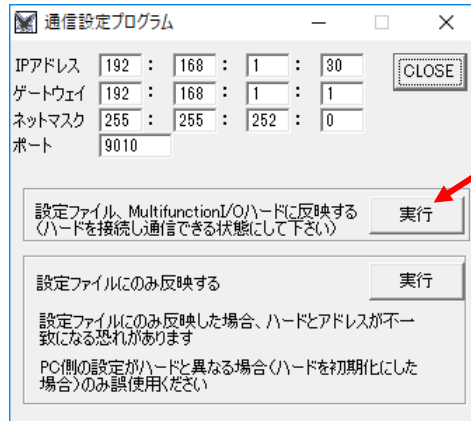 通信設定プログラム
IPアドレス 192 : 168 : 1 : 30
CLOSE
ゲートウェイ 192 : 168 : 1 : 1
ネットマスク 255 : 255 : 252 : 0
ポート 9010
設定ファイル、MultifunctionI/Oハードに反映する
(ハードを接続し通信できる状態にして下さい)
実行
設定ファイルにのみ反映する
実行
設定ファイルにのみ反映した場合、ハードとアドレスが不一
致になる恐れがあります
PC側の設定がハードと異なる場合(ハードを初期化にした
場合)のみ誤使用ください